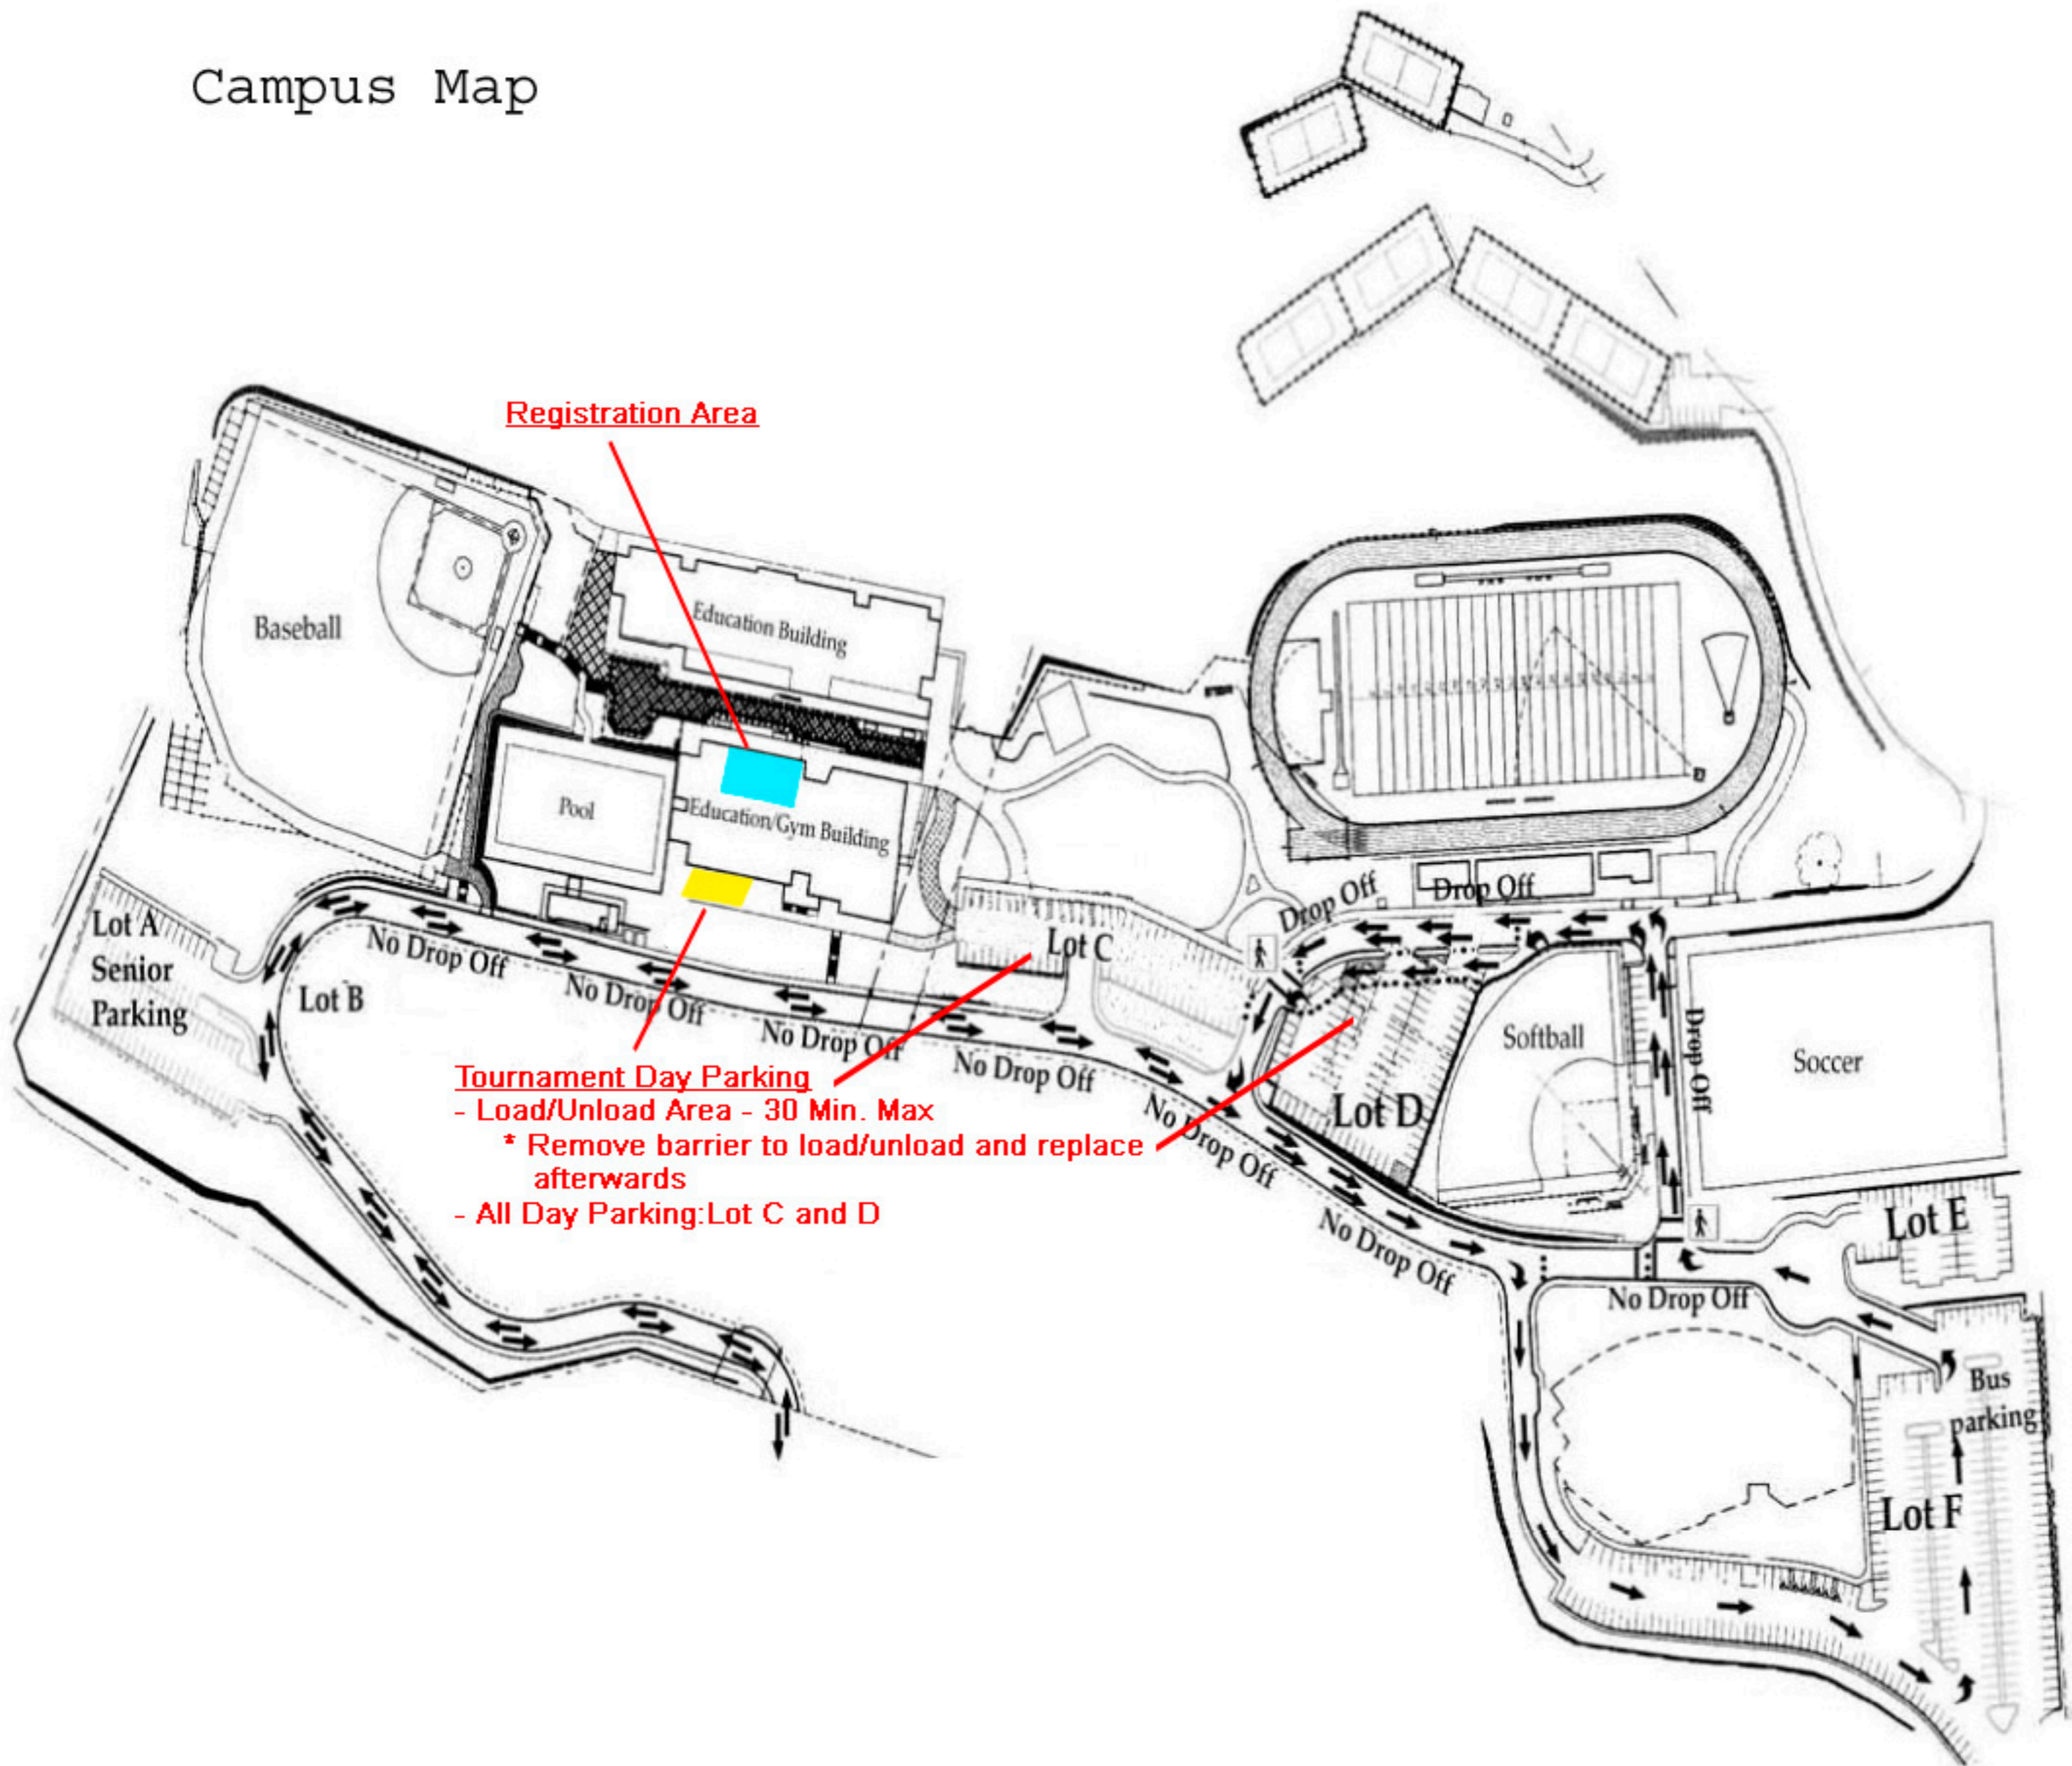 Campus Map
Registration Area
Education Building
Baseball
Pool
Education/Gym Building
Drop Off
Drop Off
Lot A
Senior
Parking
No Drop Off
Lot C
Lot B
No Drop Off
No Drop Off
No Drop Off
Softball
Drop Off
Soccer
Tournament Day Parking
- Load/Unload Area - 30 Min. Max
* Remove barrier to load/unload and replace
afterwards
- All Day Parking:Lot C and D
Lot D
No Drop Off
No Drop Off
Lot E
No Drop Off
Bus
parking
Lot F